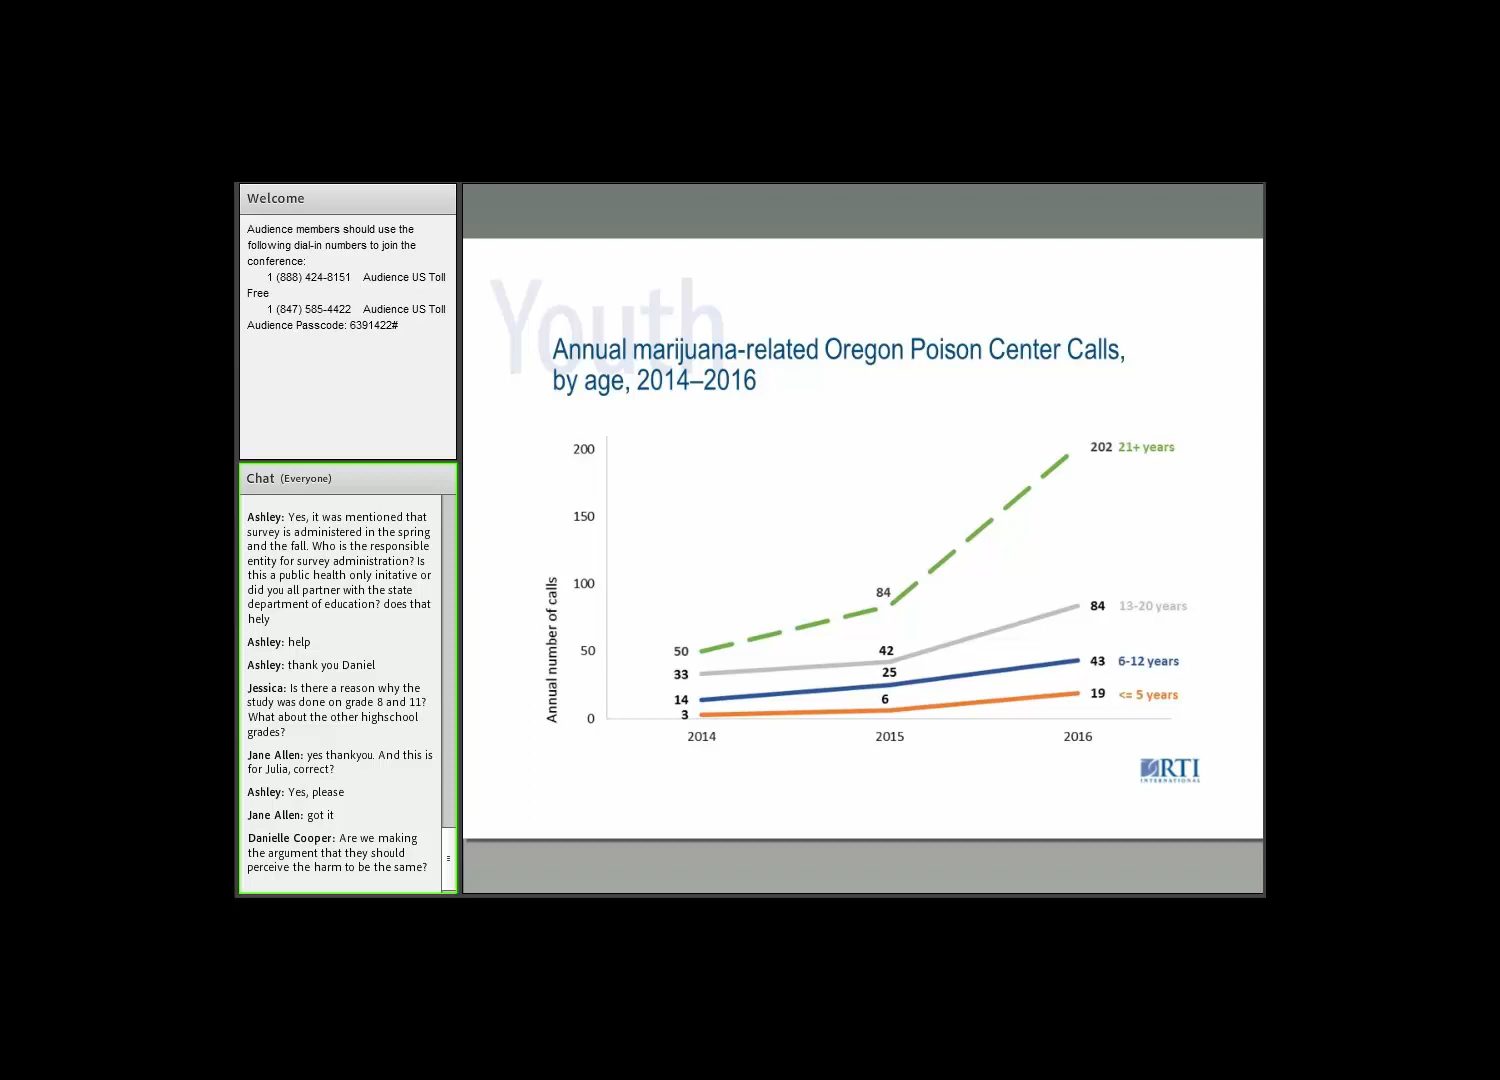 Welcome
Audience members should use the
following dial-in numbers to join the
conference:
1 (888) 424-8151 Audience US Toll
Free
1 (847) 585-4422 Audience US Toll
Audience Passcode: 6391422#
Chat (Everyone)
Ashley: Yes, it was mentioned that
survey is administered in the spring
and the fall. Who is the responsible
entity for survey administration? Is
this a public health only initative or
did you all partner with the state
department of education? does that
hely
Ashley: help
Ashley: thank you Daniel
Jessica: Is there a reason why the
study was done on grade 8 and 11?
What about the other highschool
grades?
Jane Allen: yes thankyou. And this is
for Julia, correct?
Ashley: Yes, please
Jane Allen: got it
Danielle Cooper: Are we making
the argument that they should
perceive the harm to be the same?
Youth
Annual marijuana-related Oregon Poison Center Calls,
by age, 2014–2016
Annual number of calls
200
150
100
50
0
50
33
14
3
84
42
25
6
202 21+ years
84 13-20 years
43 6-12 years
19 <= 5 years
2014
2015
2016
RTI
INTERNATIONAL